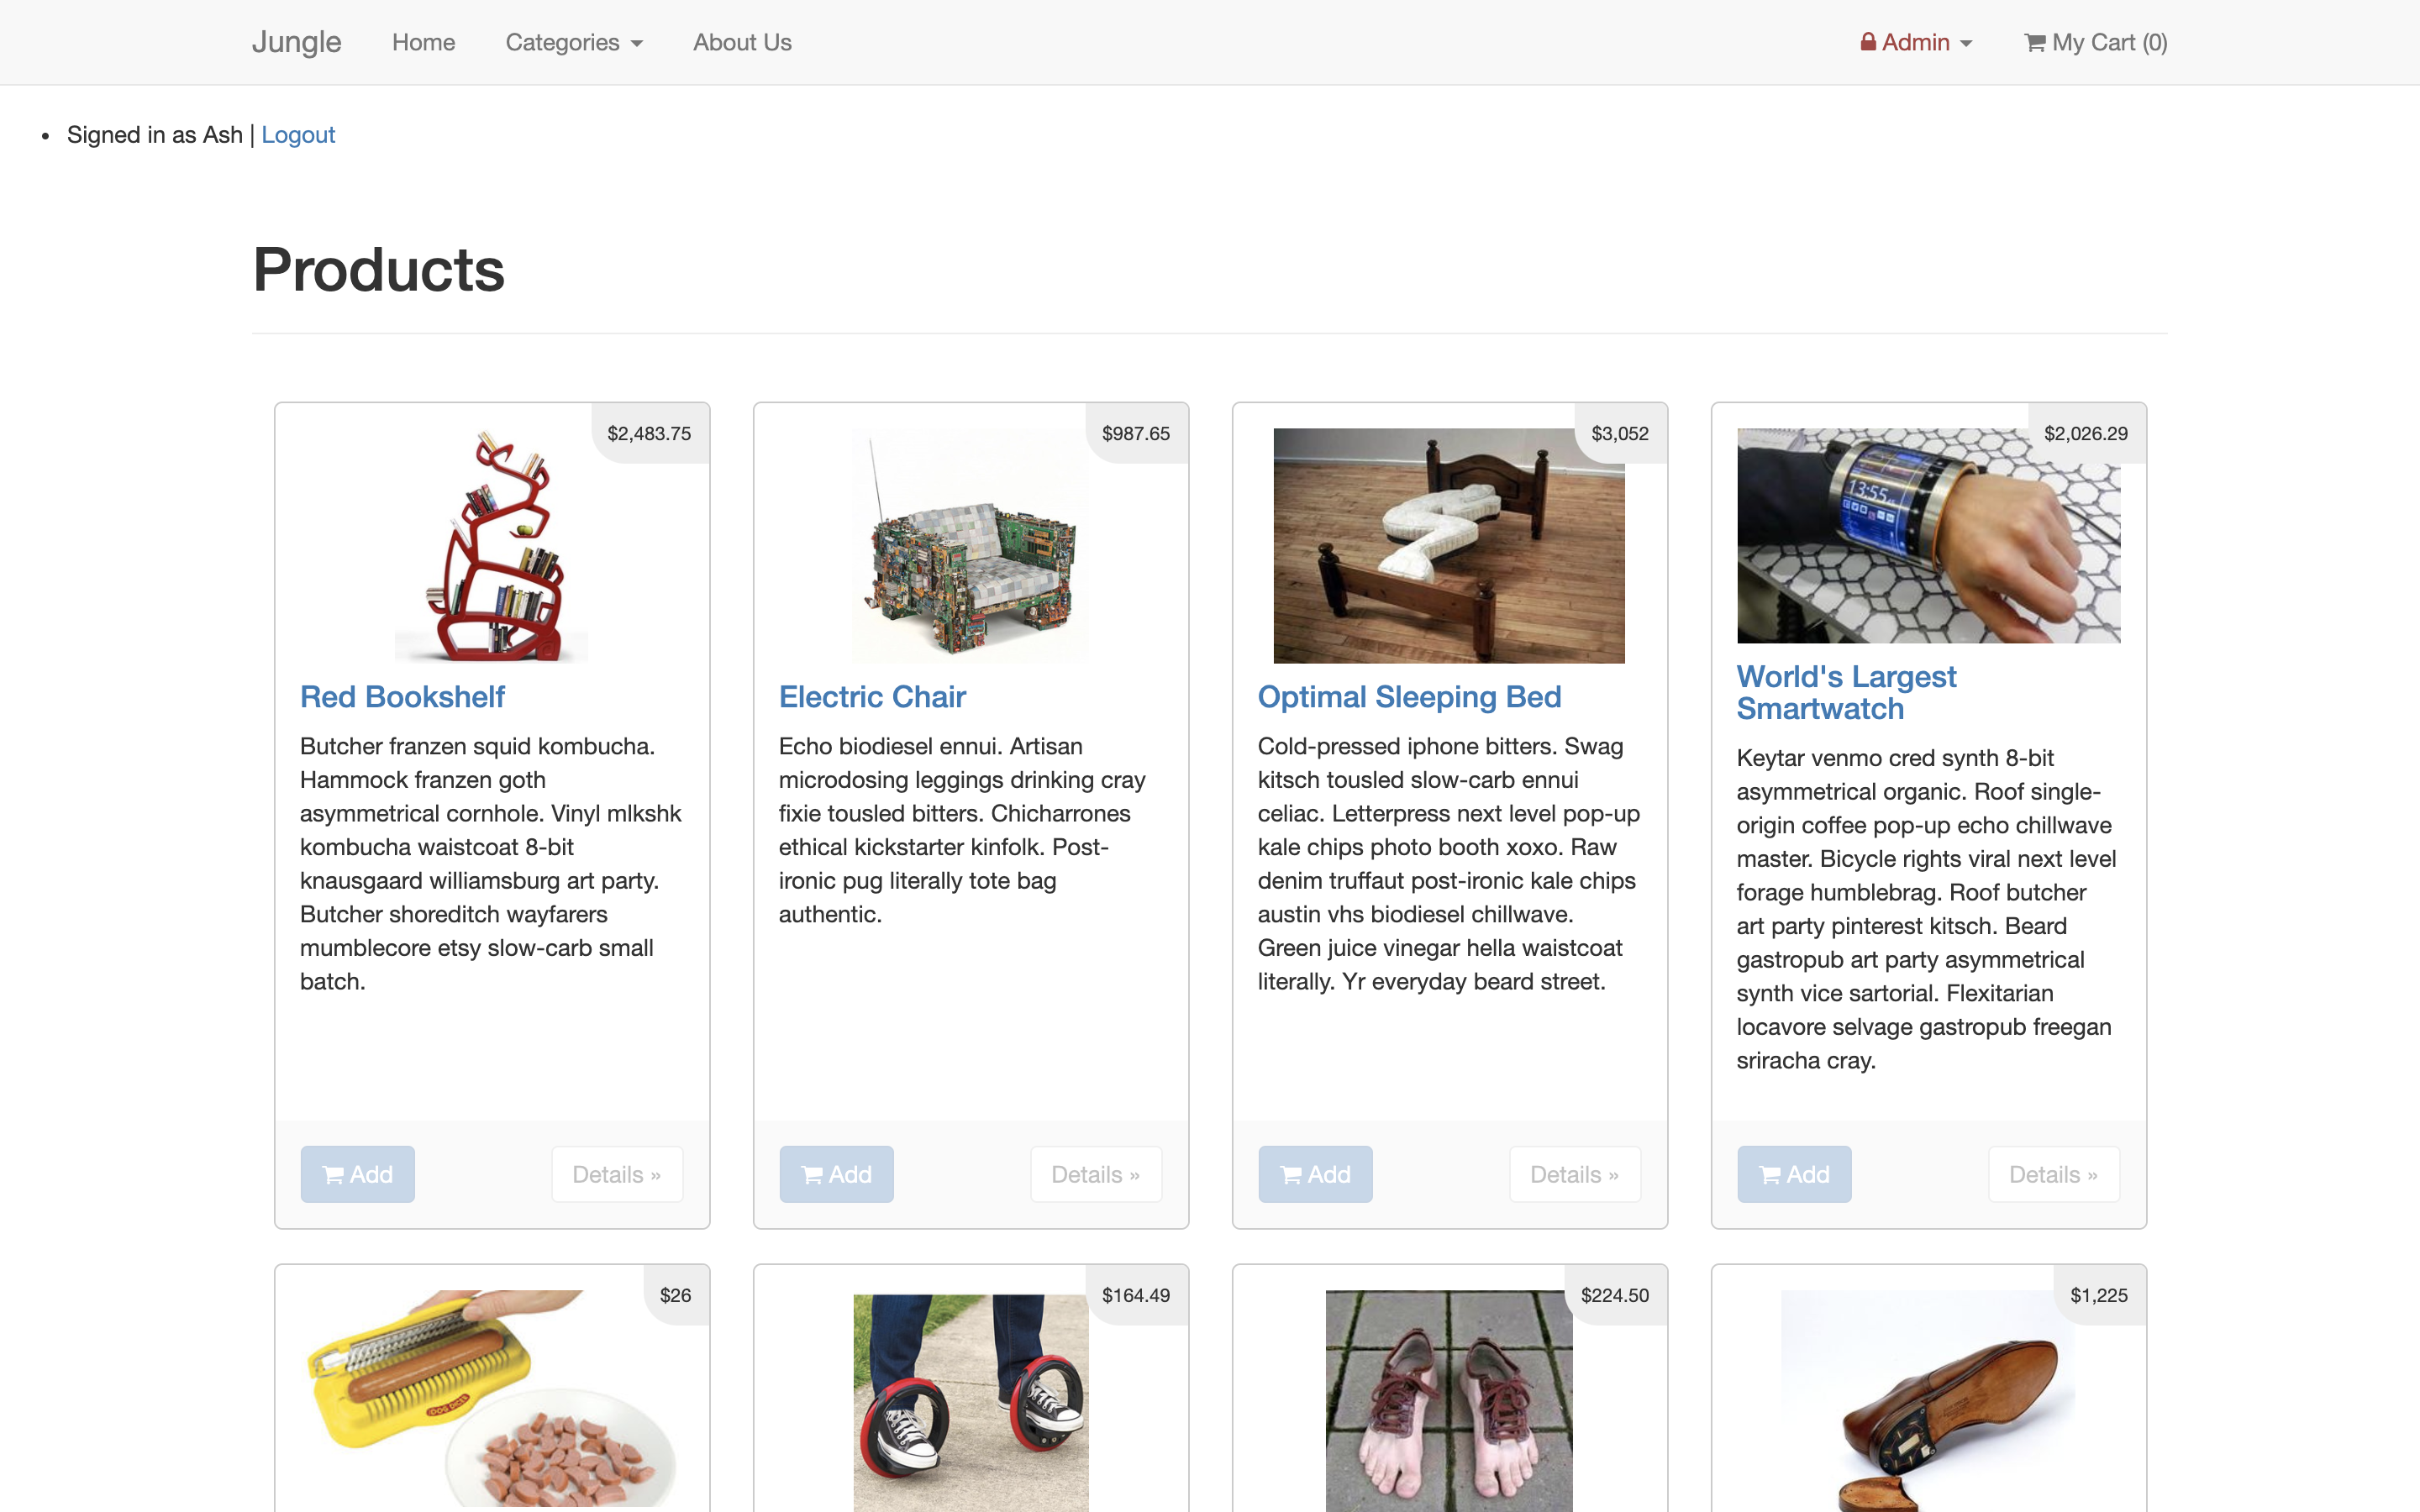 Jungle Home Categories About Us Admin My Cart (0)
• Signed in as Ash | Logout
Products
$2,483.75
Red Bookshelf
Butcher franzen squid kombucha.
Hammock franzen goth
asymmetrical cornhole. Vinyl mlkshk
kombucha waistcoat 8-bit
knausgaard williamsburg art party.
Butcher shoreditch wayfarers
mumblecore etsy slow-carb small
batch.
Add Details »
$987.65
Electric Chair
Echo biodiesel ennui. Artisan
microdosing leggings drinking cray
fixie tousled bitters. Chicharrones
ethical kickstarter kinfolk. Post-
ironic pug literally tote bag
authentic.
Add Details »
$3,052
Optimal Sleeping Bed
Cold-pressed iphone bitters. Swag
kitsch tousled slow-carb ennui
celiac. Letterpress next level pop-up
kale chips photo booth xoxo. Raw
denim truffaut post-ironic kale chips
austin vhs biodiesel chillwave.
Green juice vinegar hella waistcoat
literally. Yr everyday beard street.
Add Details »
$2,026.29
13:55
World's Largest
Smartwatch
Keytar venmo cred synth 8-bit
asymmetrical organic. Roof single-
origin coffee pop-up echo chillwave
master. Bicycle rights viral next level
forage humblebrag. Roof butcher
art party pinterest kitsch. Beard
gastropub art party asymmetrical
synth vice sartorial. Flexitarian
locavore selvage gastropub freegan
sriracha cray.
Add Details »
$26
DOG DICER
$164.49
$224.50
$1,225